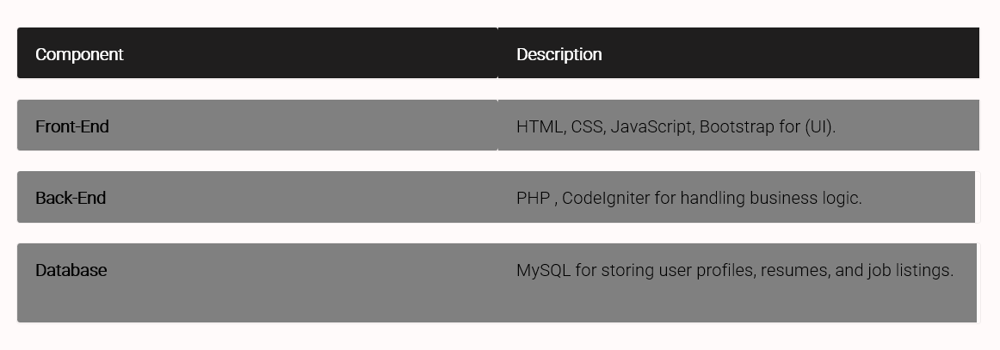 Component Description
Front-End HTML, CSS, JavaScript, Bootstrap for (UI).
Back-End PHP , CodeIgniter for handling business logic.
Database MySQL for storing user profiles, resumes, and job listings.